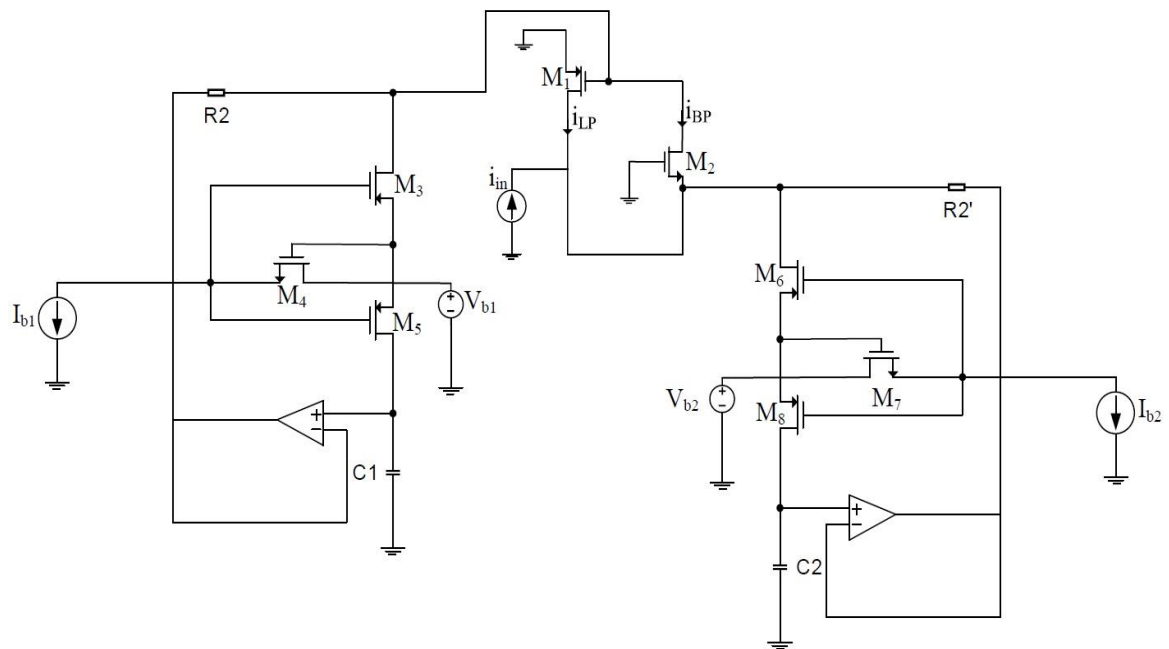 M1
iLP
iBP
M2
iin
R2
R2'
M3
M4
M5
Vb1
Ib1
+
-
+
-
C1
M6
M7
M8
Vb2
Ib2
+
-
+
-
C2